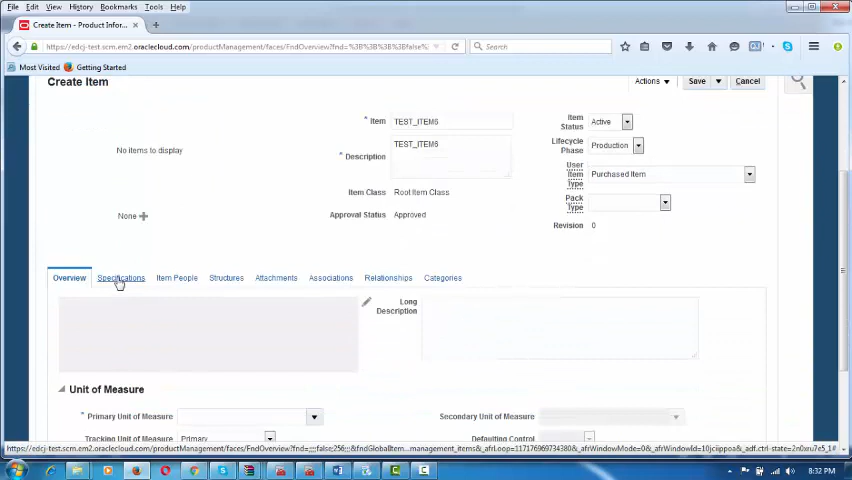 File Edit View History Bookmarks Tools Help
Create Item - Product Infor... ×
https://edcj-test.scm.em2.oraclecloud.com/productManagement/faces/FndOverview?fnd=%3B%3B%3B%3Bfalse%
Search
Most Visited Getting Started
Create Item
Actions Save Cancel
* Item TEST_ITEM6
Item Status Active
No items to display
* Description TEST_ITEM6
Lifecycle Phase Production
User Item Type Purchased Item
Item Class Root Item Class
Pack Type
None
Approval Status Approved
Revision 0
Overview Specifications Item People Structures Attachments Associations Relationships Categories
Long Description
Unit of Measure
* Primary Unit of Measure
Secondary Unit of Measure
Tracking Unit of Measure Primary
Defaulting Control
8:32 PM